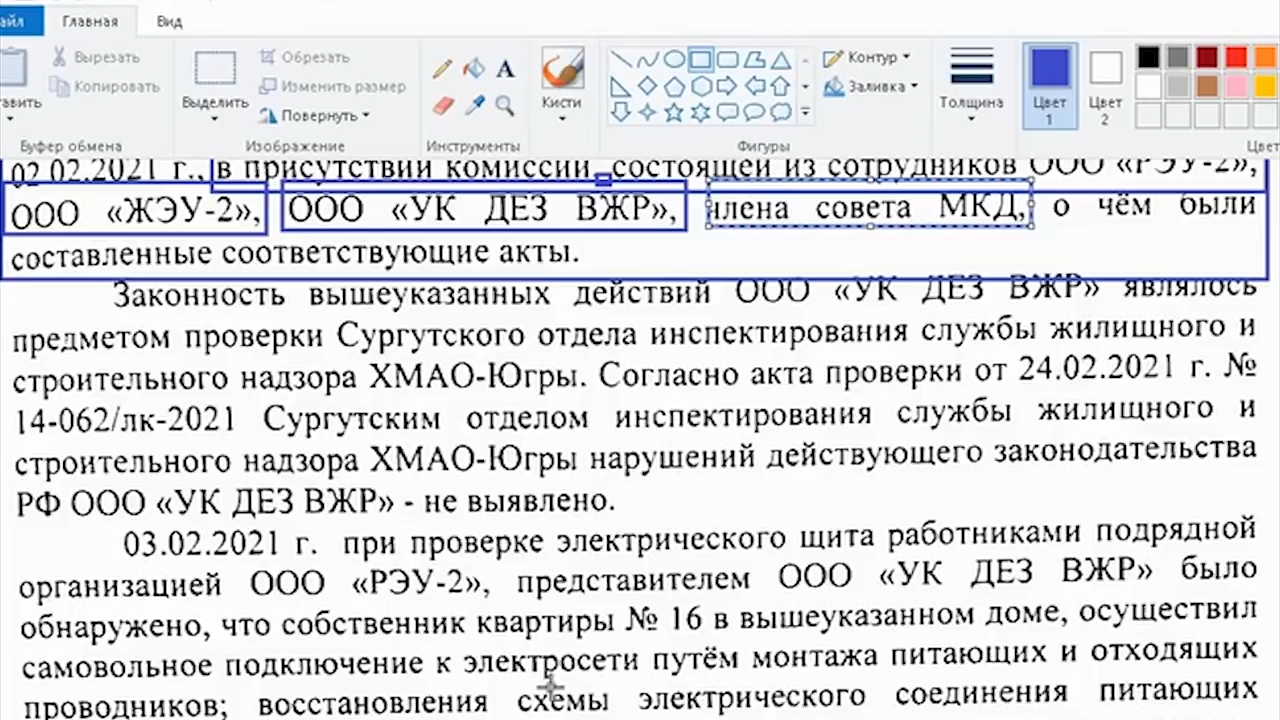 айл Главная Вид
Вырезать
Копировать
Выделить
Обрезать
Изменить размер
Повернуть
Кисти
Контур
Заливка
Толщина
Цвет 1
Цвет 2
Буфер обмена Изображение Инструменты Фигуры Цвет
02.02.2021 г., в присутствии комиссии, состоящей из сотрудников ООО «РЭУ-2»,
ООО «ЖЭУ-2», ООО «УК ДЕЗ ВЖР», члена совета МКД, о чём были
составленные соответствующие акты.
Законность вышеуказанных действий ООО «УК ДЕЗ ВЖР» являлось
предметом проверки Сургутского отдела инспектирования службы жилищного и
строительного надзора ХМАО-Югры. Согласно акта проверки от 24.02.2021 г. №
14-062/лк-2021 Сургутским отделом инспектирования службы жилищного и
строительного надзора ХМАО-Югры нарушений действующего законодательства
РФ ООО «УК ДЕЗ ВЖР» - не выявлено.
03.02.2021 г. при проверке электрического щита работниками подрядной
организацией ООО «РЭУ-2», представителем ООО «УК ДЕЗ ВЖР» было
обнаружено, что собственник квартиры № 16 в вышеуказанном доме, осуществил
самовольное подключение к электросети путём монтажа питающих и отходящих
проводников; восстановления схемы электрического соединения питающих